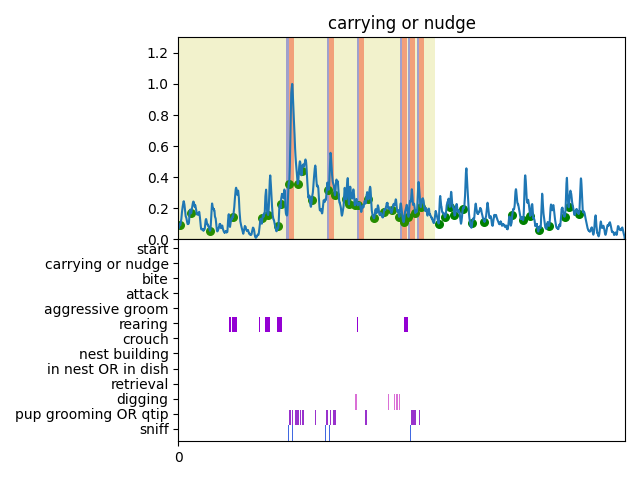 carrying or nudge
1.2
1.0
0.8
0.6
0.4
0.2
0.0
start
carrying or nudge
bite
attack
aggressive groom
rearing
crouch
nest building
in nest OR in dish
retrieval
digging
pup grooming OR qtip
sniff
0